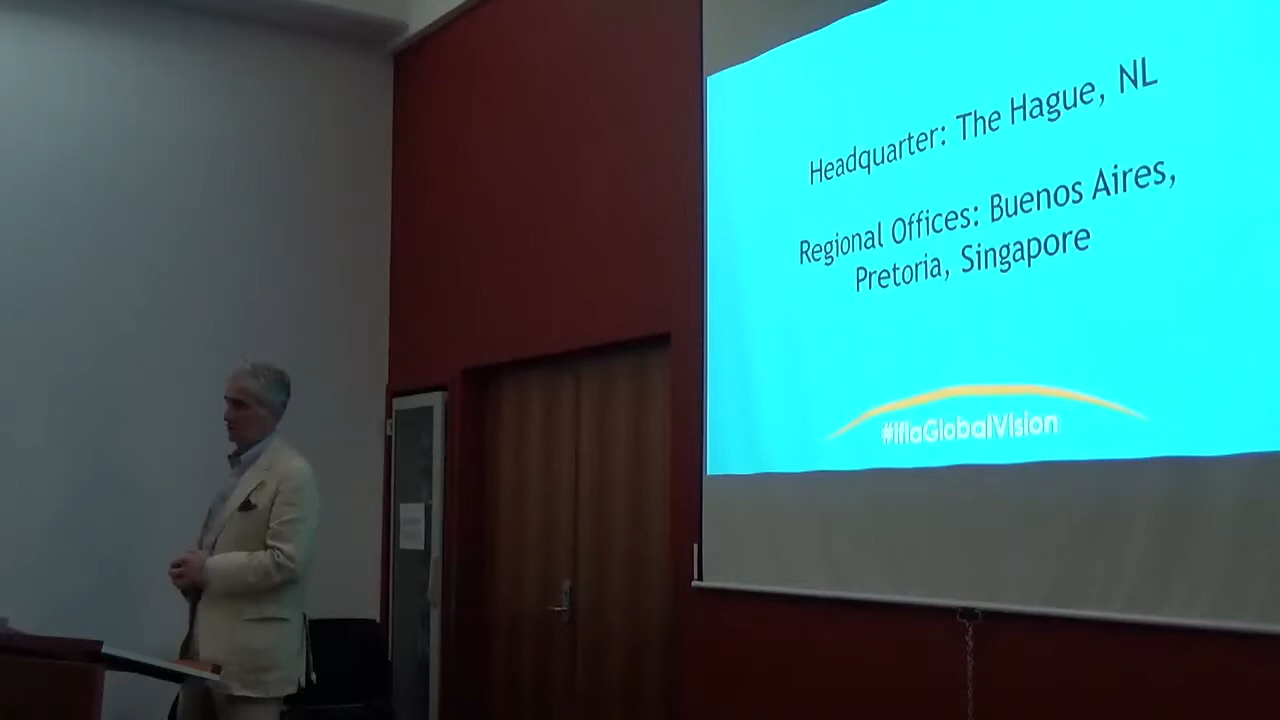 Headquarter: The Hague, NL
Regional Offices: Buenos Aires,
Pretoria, Singapore
#IflaGlobalVision